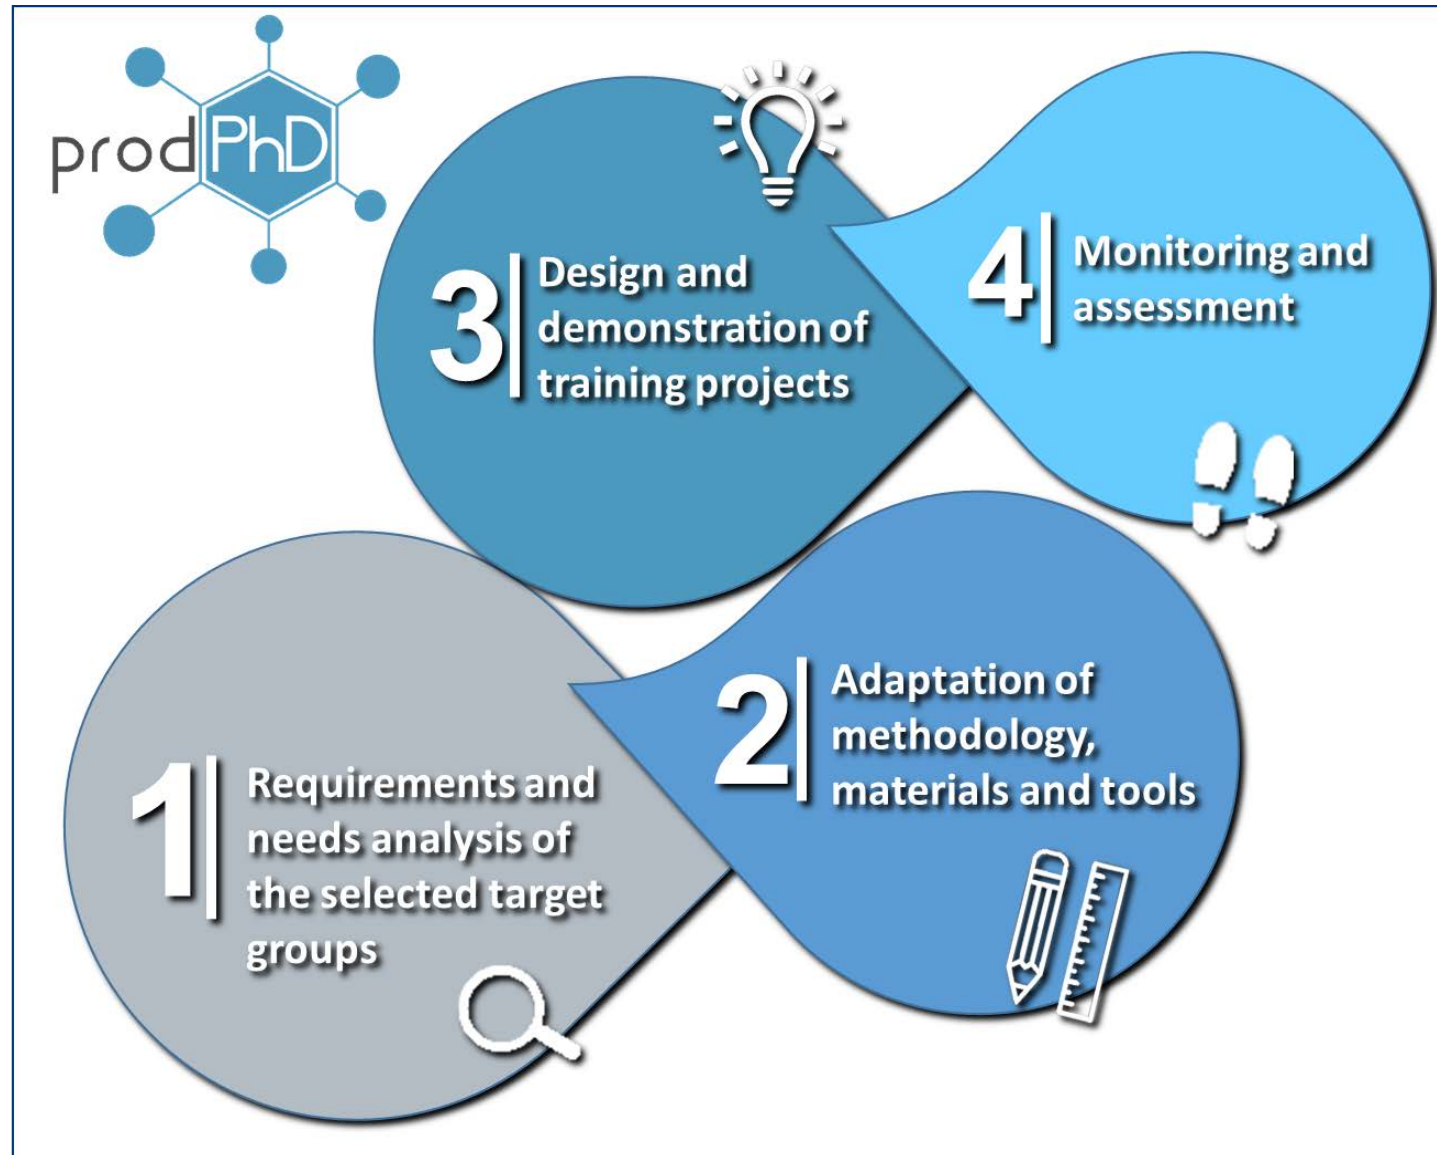 prodPhD
3
Design and
demonstration of
training projects
4
Monitoring and
assessment
1
Requirements and
needs analysis of
the selected target
groups
2
Adaptation of
methodology,
materials and tools